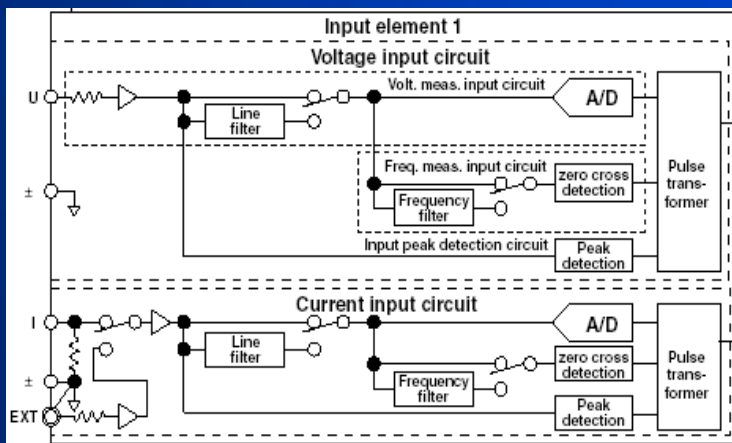 Input element 1
Voltage input circuit
Volt. meas. input circuit
U
A/D
Line
filter
Freq. meas. input circuit
±
zero cross
detection
Frequency
filter
Pulse
trans-
former
Input peak detection circuit
Peak
detection
Current input circuit
I
A/D
Line
filter
zero cross
detection
±
Frequency
filter
Pulse
trans-
former
EXT
Peak
detection